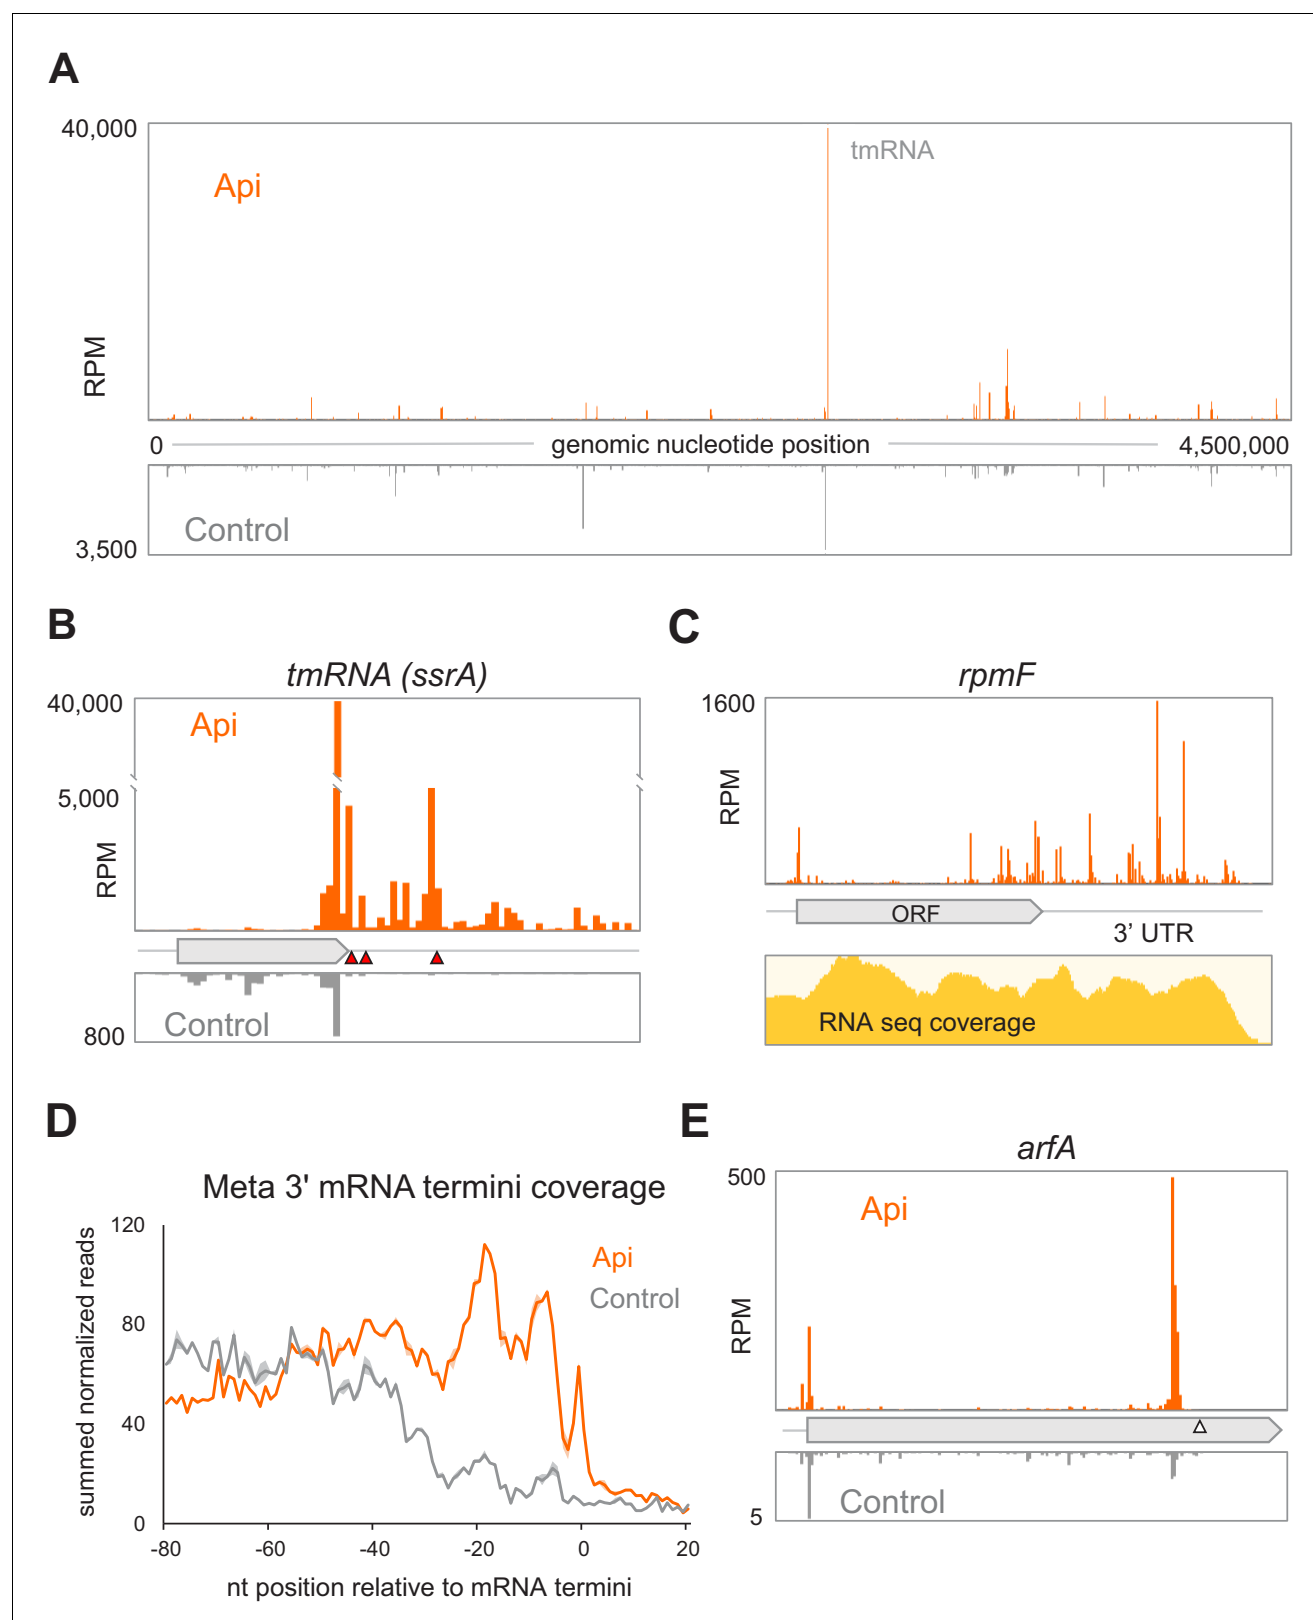 A
40,000
tmRNA
Api
RPM
0 genomic nucleotide position 4,500,000
Control
3,500
B
tmRNA (ssrA)
40,000
Api
5,000
RPM
Control
800
C
rpmF
1600
RPM
ORF
3' UTR
RNA seq coverage
D
Meta 3' mRNA termini coverage
120
80
40
0
summed normalized reads
Api
Control
-80 -60 -40 -20 0 20
nt position relative to mRNA termini
E
arfA
500
Api
RPM
Control
5